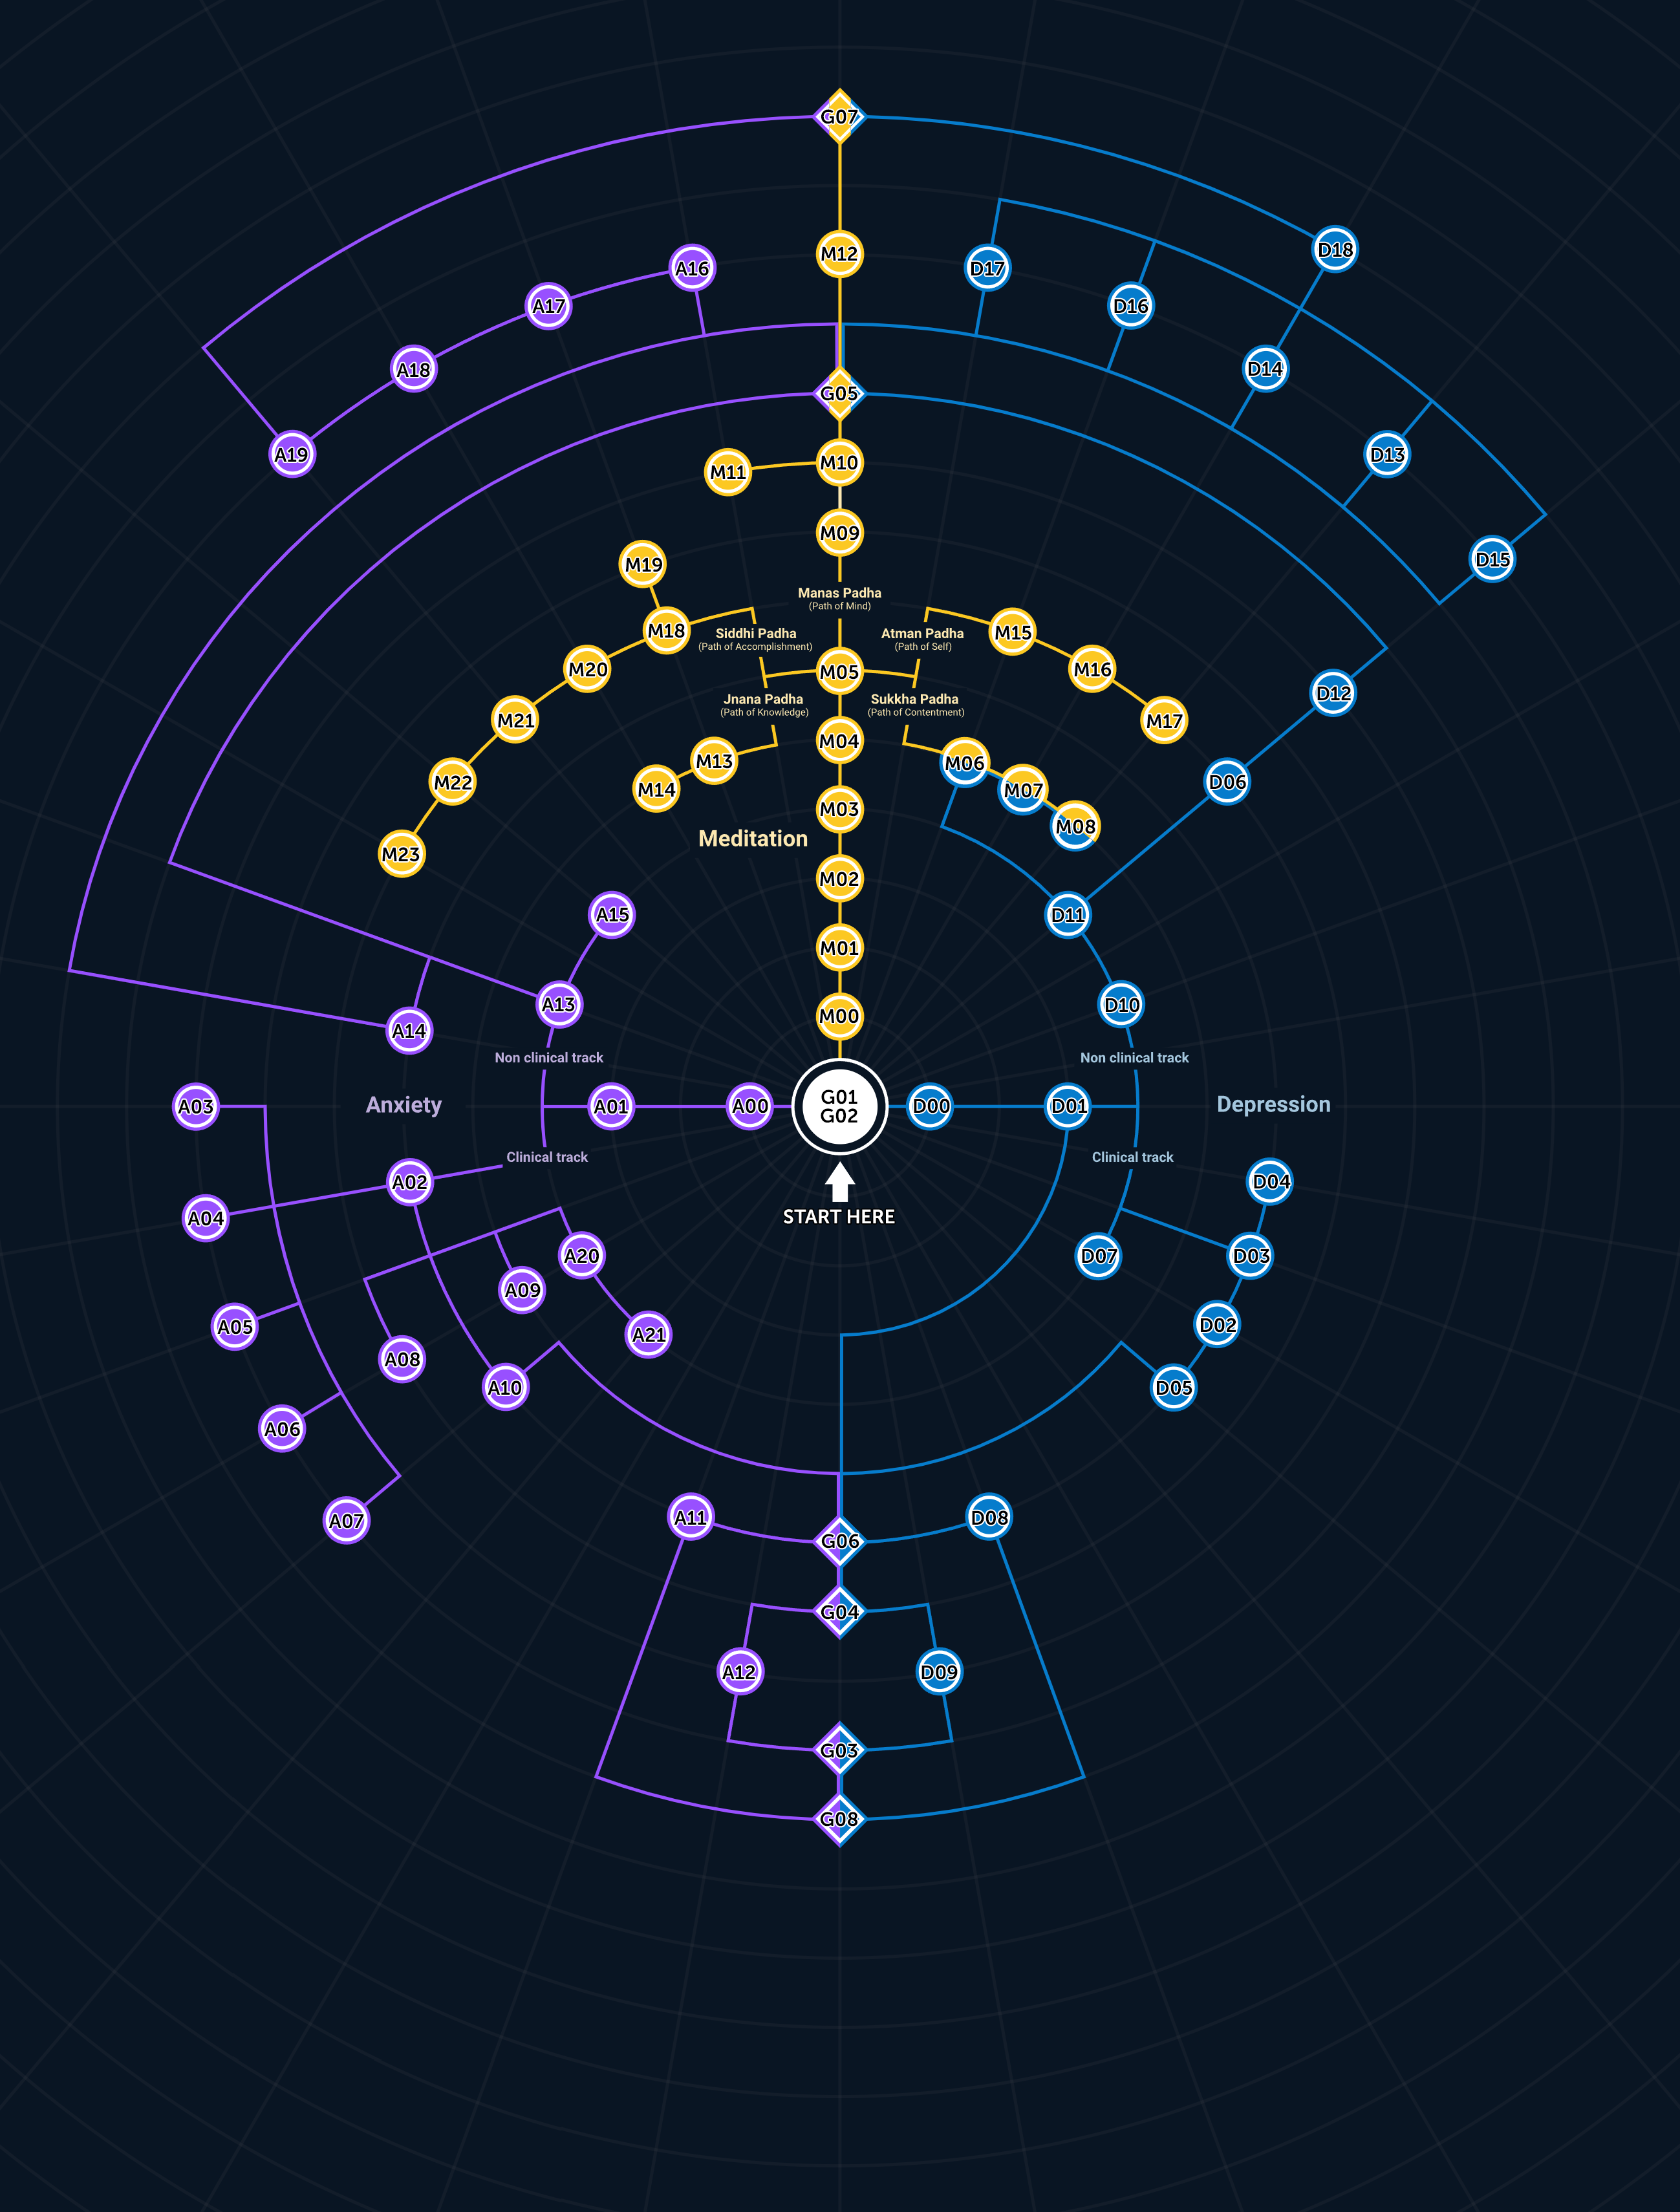 G07
D18
M12
A16
D17
A17
D16
A18
D14
G05
A19
D13
M10
M11
M09
D15
M19
Manas Padha
(Path of Mind)
M18
Siddhi Padha
(Path of Accomplishment)
Atman Padha
(Path of Self)
M15
M20
M05
M16
D12
Jnana Padha
(Path of Knowledge)
Sukkha Padha
(Path of Contentment)
M21
M17
M04
M13
M06
M22
M14
M07
D06
M03
M08
Meditation
M23
M02
A15
D11
M01
A13
D10
M00
A14
Non clinical track
Non clinical track
A03
Anxiety
A01
A00
G01
G02
D00
D01
Depression
Clinical track
Clinical track
A02
D04
A04
START HERE
A20
D07
D03
A09
A05
A21
D02
A08
A10
D05
A06
A07
A11
D08
G06
G04
A12
D09
G03
G08